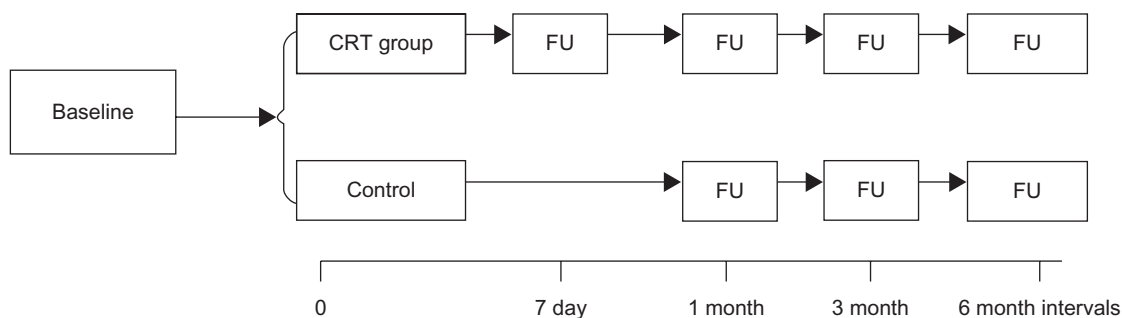 CRT group
FU
FU
FU
FU
Baseline
Control
FU
FU
FU
0
7 day
1 month
3 month
6 month intervals